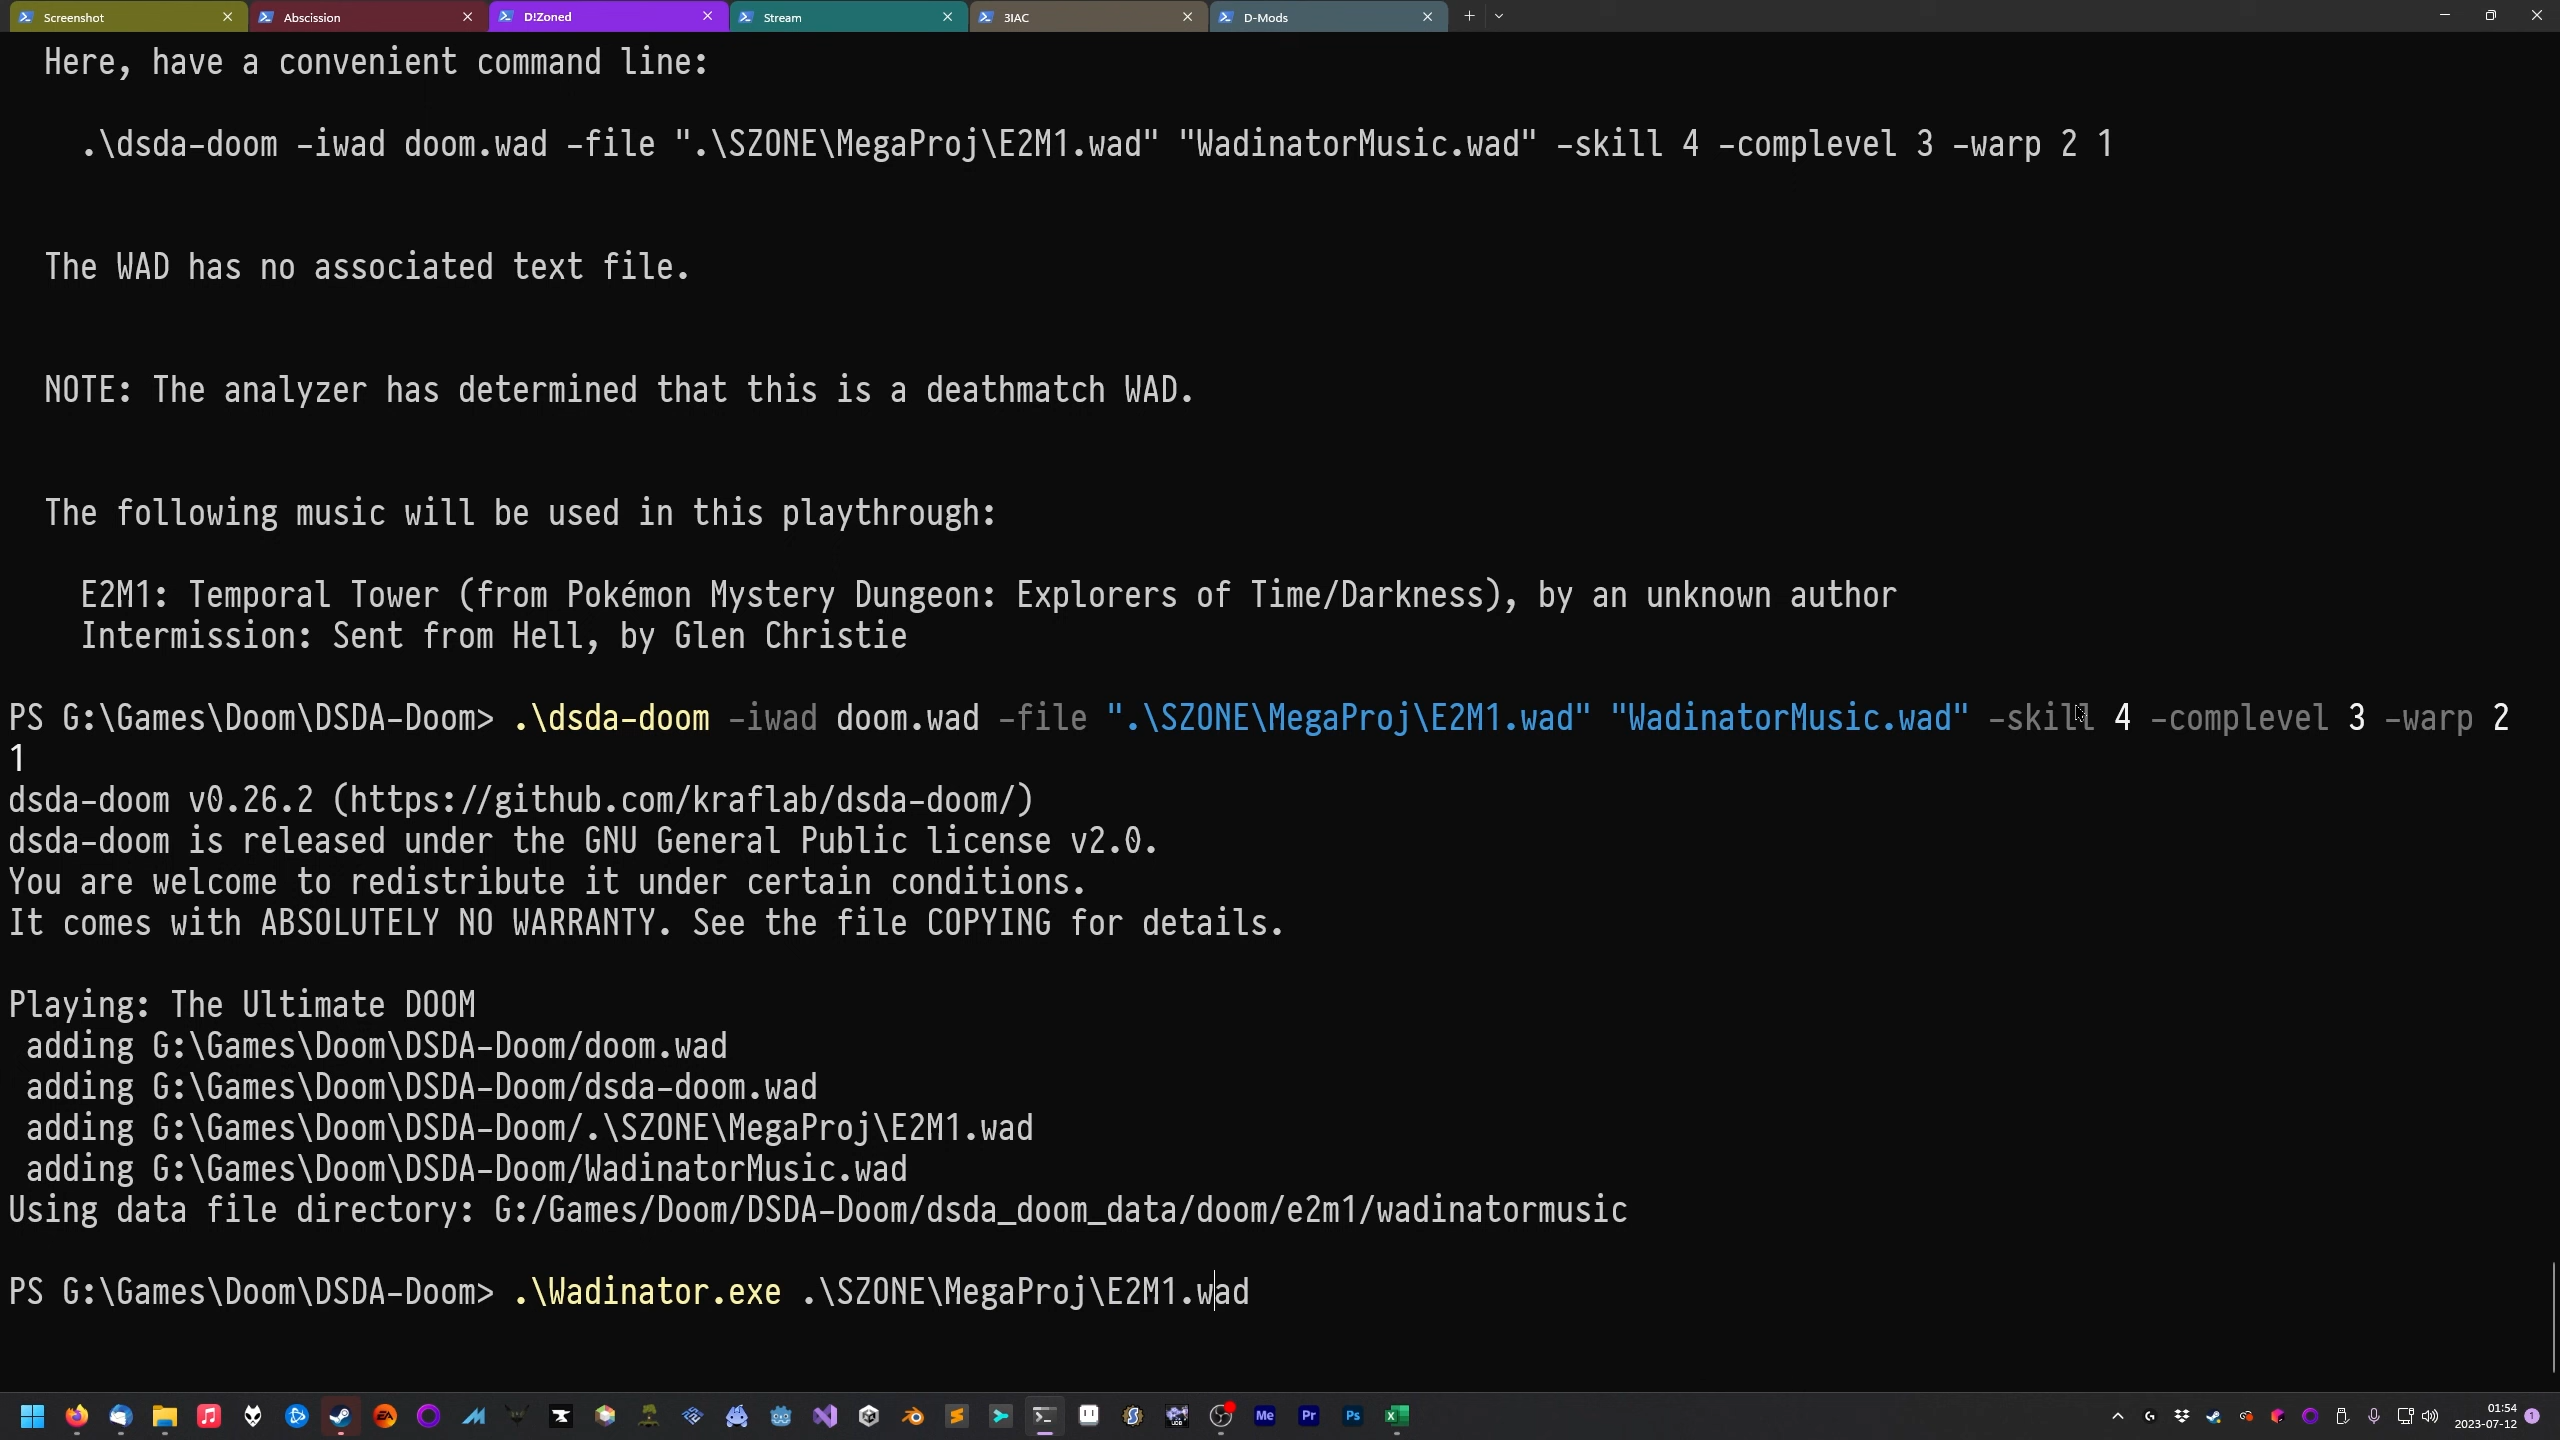 Screenshot
Abscission
D!Zoned
Stream
3IAC
D-Mods
Here, have a convenient command line:
.\dsda-doom -iwad doom.wad -file ".\SZONE\MegaProj\E2M1.wad" "WadinatorMusic.wad" -skill 4 -complevel 3 -warp 2 1
The WAD has no associated text file.
NOTE: The analyzer has determined that this is a deathmatch WAD.
The following music will be used in this playthrough:
E2M1: Temporal Tower (from Pokémon Mystery Dungeon: Explorers of Time/Darkness), by an unknown author
Intermission: Sent from Hell, by Glen Christie
PS G:\Games\Doom\DSDA-Doom> .\dsda-doom -iwad doom.wad -file ".\SZONE\MegaProj\E2M1.wad" "WadinatorMusic.wad" -skill 4 -complevel 3 -warp 2
1
dsda-doom v0.26.2 (https://github.com/kraflab/dsda-doom/)
dsda-doom is released under the GNU General Public license v2.0.
You are welcome to redistribute it under certain conditions.
It comes with ABSOLUTELY NO WARRANTY. See the file COPYING for details.
Playing: The Ultimate DOOM
adding G:\Games\Doom\DSDA-Doom/doom.wad
adding G:\Games\Doom\DSDA-Doom/dsda-doom.wad
adding G:\Games\Doom\DSDA-Doom/.\SZONE\MegaProj\E2M1.wad
adding G:\Games\Doom\DSDA-Doom/WadinatorMusic.wad
Using data file directory: G:/Games/Doom/DSDA-Doom/dsda_doom_data/doom/e2m1/wadinatormusic
PS G:\Games\Doom\DSDA-Doom> .\Wadinator.exe .\SZONE\MegaProj\E2M1.wad
EA
Me
Pr
Ps
01:54
2023-07-12
1